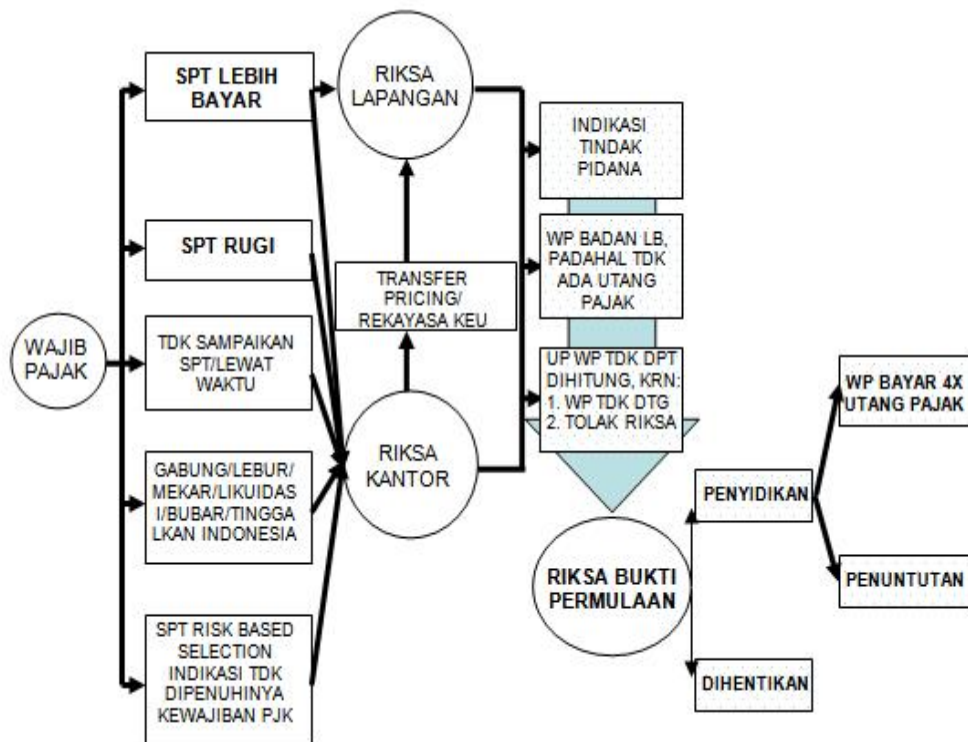 WAJIB
PAJAK
SPT LEBIH
BAYAR
SPT RUGI
TDK SAMPAIKAN
SPT/LEWAT
WAKTU
GABUNG/LEBUR/
MEKAR/LIKUIDAS
I/BUBAR/TINGGA
LKAN INDONESIA
SPT RISK BASED
SELECTION
INDIKASI TDK
DIPENUHINYA
KEWAJIBAN PJK
RIKSA
LAPANGAN
TRANSFER
PRICING/
REKAYASA KEU
RIKSA
KANTOR
INDIKASI
TINDAK
PIDANA
WP BADAN LB,
PADAHAL TDK
ADA UTANG
PAJAK
UP WP TDK DPT
DIHITUNG, KRN:
1. WP TDK DTG
2. TOLAK RIKSA
RIKSA BUKTI
PERMULAAN
PENYIDIKAN
DIHENTIKAN
WP BAYAR 4X
UTANG PAJAK
PENUNTUTAN